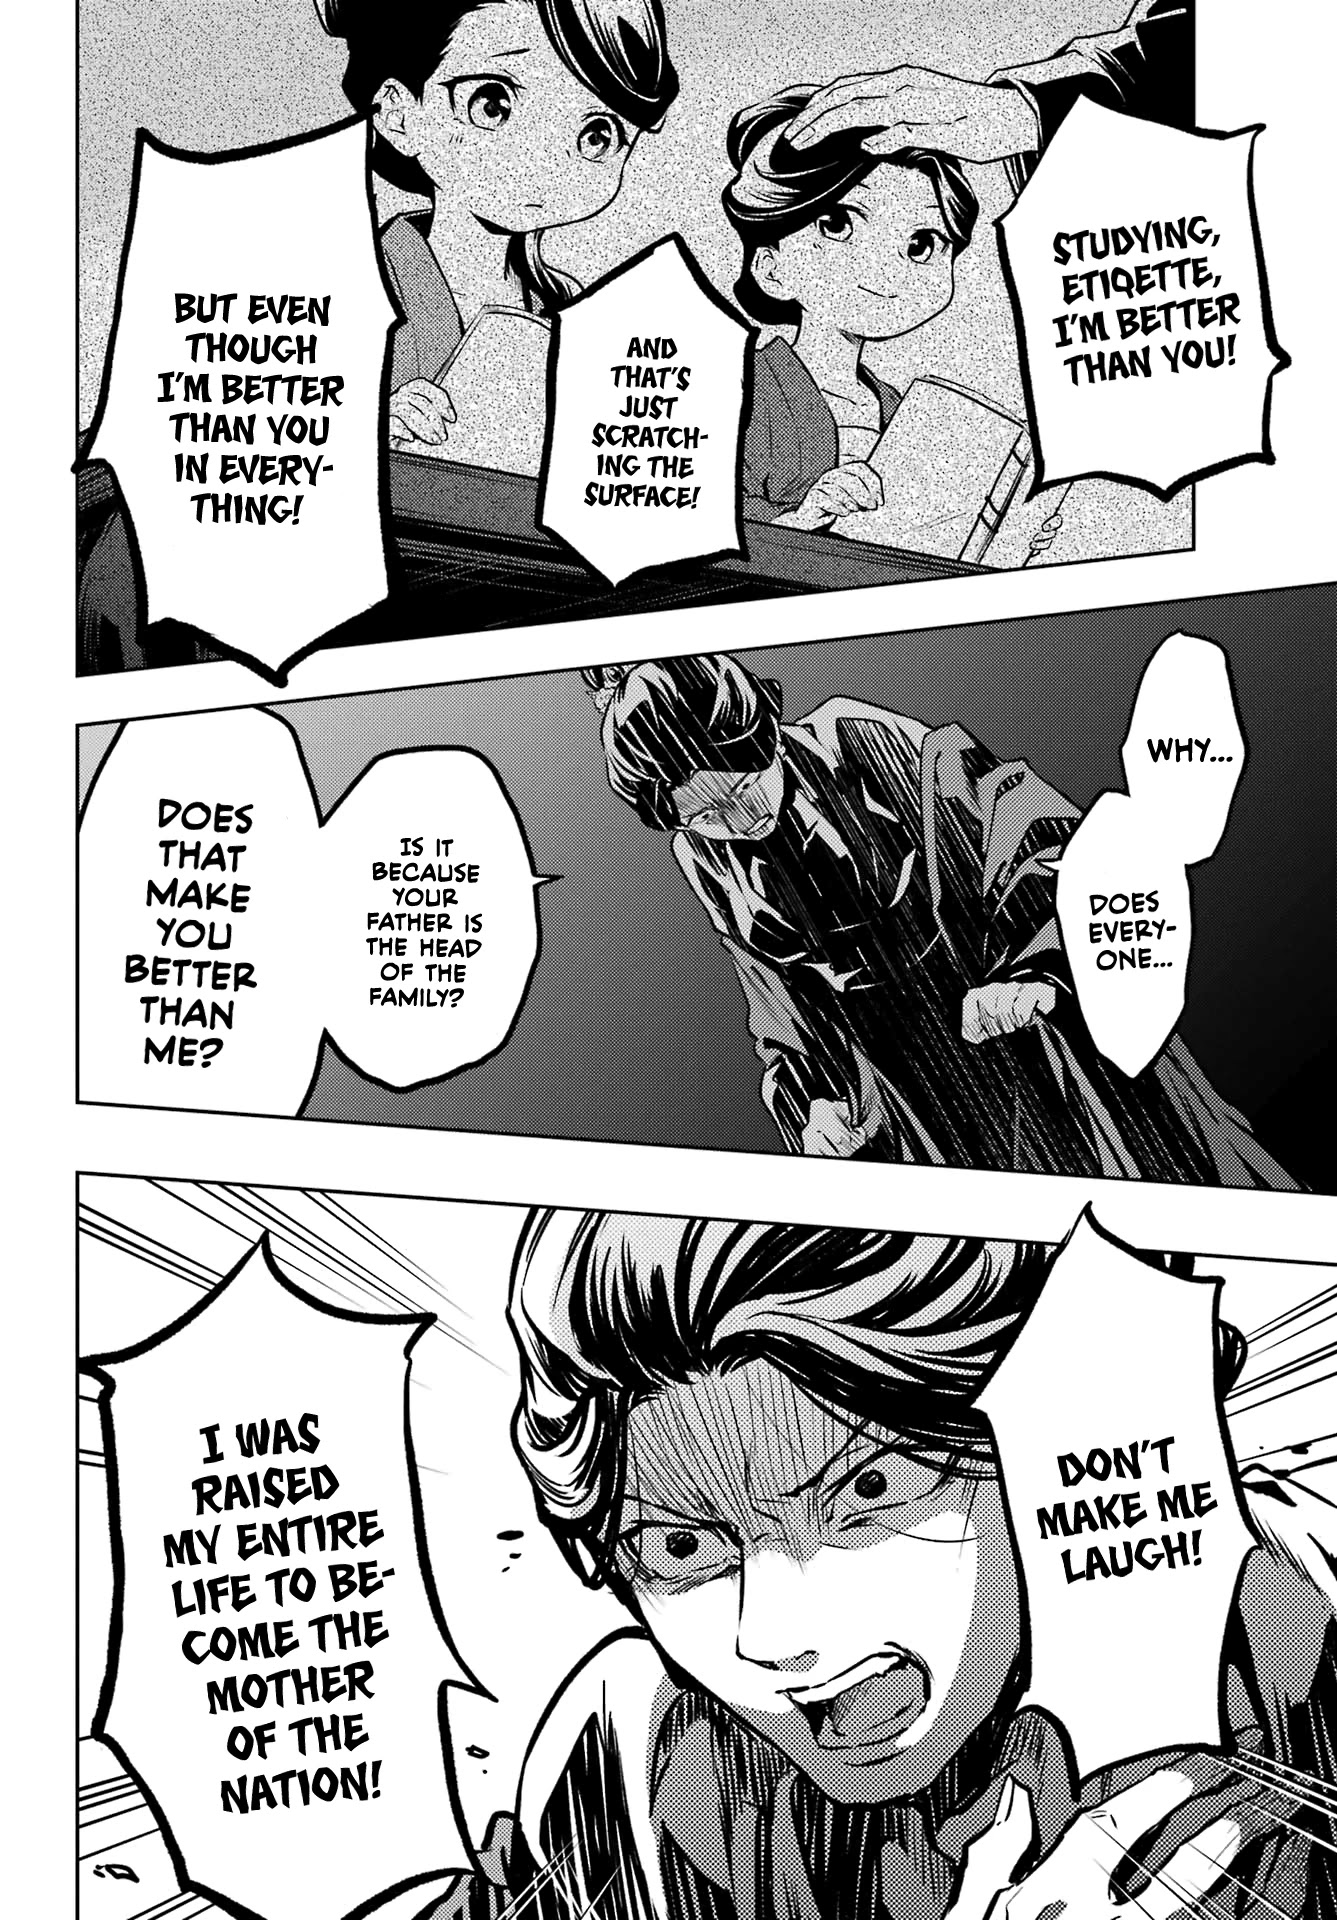 STUDYING,
ETIQETTE,
I'M BETTER
THAN YOU!
AND
THAT'S
JUST
SCRATCH-
ING THE
SURFACE!
BUT EVEN
THOUGH
I'M BETTER
THAN YOU
IN EVERY-
THING!
WHY...
DOES
EVERY-
ONE...
IS IT
BECAUSE
YOUR
FATHER IS
THE HEAD
OF THE
FAMILY?
DOES
THAT
MAKE
YOU
BETTER
THAN
ME?
DON'T
MAKE ME
LAUGH!
I WAS
RAISED
MY ENTIRE
LIFE TO BE-
COME THE
MOTHER
OF THE
NATION!